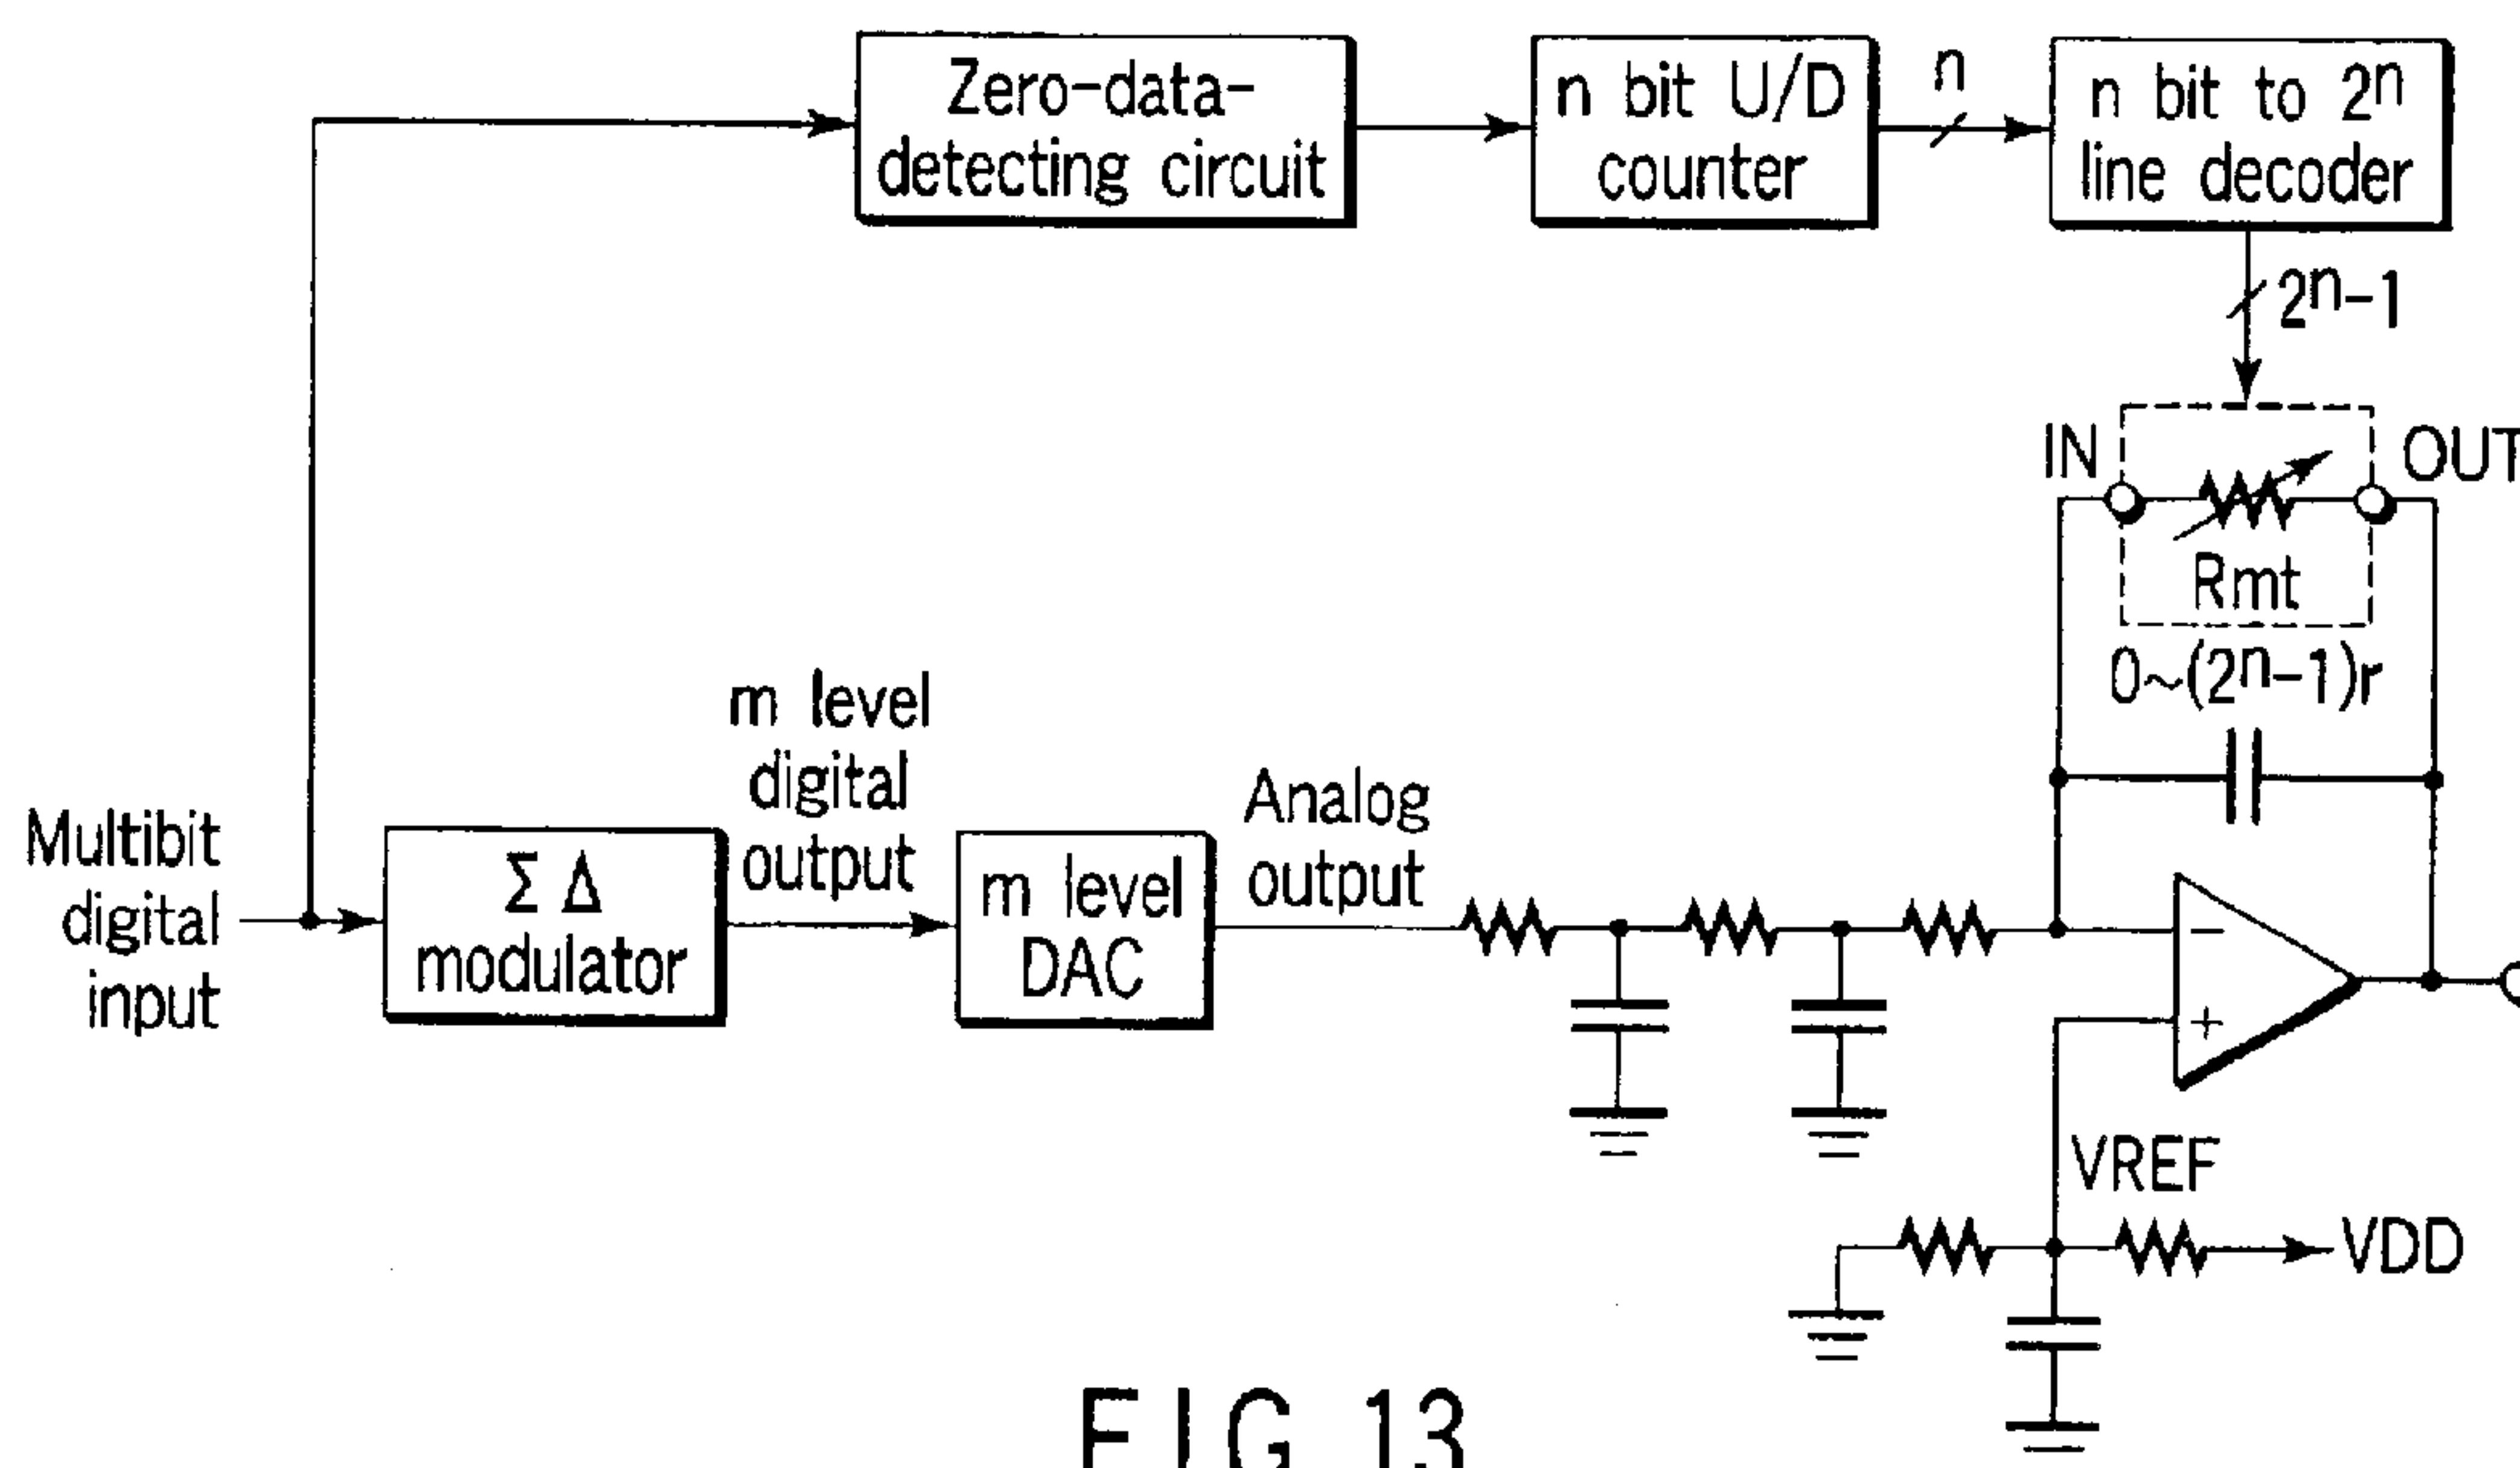 Zero-data-
detecting circuit
n bit U/D
counter
n
n bit to 2ⁿ
line decoder
2ⁿ-1
IN
OUT
Rmt
0~(2ⁿ-1)r
Multibit
digital
input
Σ Δ
modulator
m level
digital
output
m level
DAC
Analog
output
−
+
VREF
VDD
FIG 13